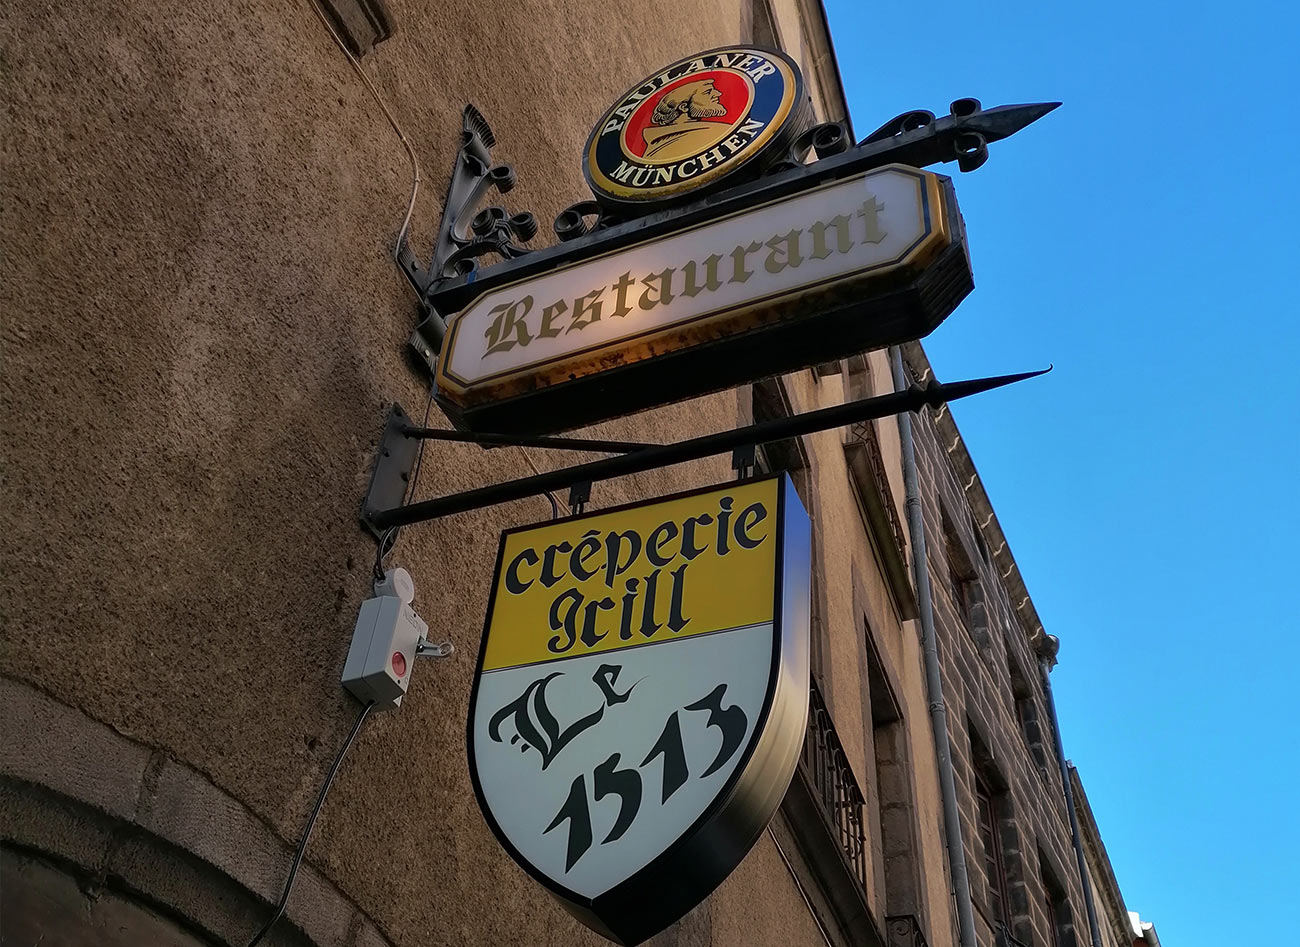 PAULANER
MÜNCHEN
Restaurant
crêperie
grill
Le
1513